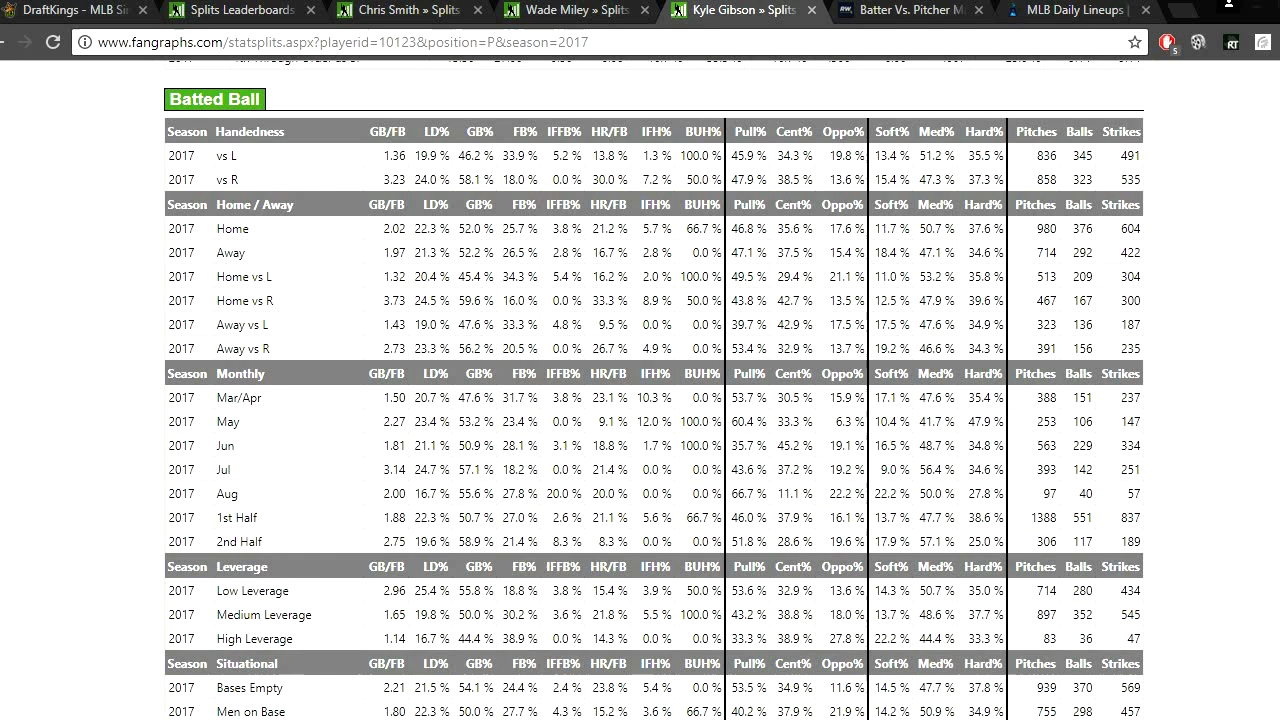 DraftKings - MLB Si Splits Leaderboards Chris Smith » Splits Wade Miley » Splits Kyle Gibson » Splits Batter Vs. Pitcher M MLB Daily Lineups |
www.fangraphs.com/statsplits.aspx?playerid=10123&position=P&season=2017
Batted Ball
Season Handedness GB/FB LD% GB% FB% IFFB% HR/FB IFH% BUH% Pull% Cent% Oppo% Soft% Med% Hard% Pitches Balls Strikes
2017 vs L 1.36 19.9 % 46.2 % 33.9 % 5.2 % 13.8 % 1.3 % 100.0 % 45.9 % 34.3 % 19.8 % 13.4 % 51.2 % 35.5 % 836 345 491
2017 vs R 3.23 24.0 % 58.1 % 18.0 % 0.0 % 30.0 % 7.2 % 50.0 % 47.9 % 38.5 % 13.6 % 15.4 % 47.3 % 37.3 % 858 323 535
Season Home / Away GB/FB LD% GB% FB% IFFB% HR/FB IFH% BUH% Pull% Cent% Oppo% Soft% Med% Hard% Pitches Balls Strikes
2017 Home 2.02 22.3 % 52.0 % 25.7 % 3.8 % 21.2 % 5.7 % 66.7 % 46.8 % 35.6 % 17.6 % 11.7 % 50.7 % 37.6 % 980 376 604
2017 Away 1.97 21.3 % 52.2 % 26.5 % 2.8 % 16.7 % 2.8 % 0.0 % 47.1 % 37.5 % 15.4 % 18.4 % 47.1 % 34.6 % 714 292 422
2017 Home vs L 1.32 20.4 % 45.4 % 34.3 % 5.4 % 16.2 % 2.0 % 100.0 % 49.5 % 29.4 % 21.1 % 11.0 % 53.2 % 35.8 % 513 209 304
2017 Home vs R 3.73 24.5 % 59.6 % 16.0 % 0.0 % 33.3 % 8.9 % 50.0 % 43.8 % 42.7 % 13.5 % 12.5 % 47.9 % 39.6 % 467 167 300
2017 Away vs L 1.43 19.0 % 47.6 % 33.3 % 4.8 % 9.5 % 0.0 % 0.0 % 39.7 % 42.9 % 17.5 % 17.5 % 47.6 % 34.9 % 323 136 187
2017 Away vs R 2.73 23.3 % 56.2 % 20.5 % 0.0 % 26.7 % 4.9 % 0.0 % 53.4 % 32.9 % 13.7 % 19.2 % 46.6 % 34.3 % 391 156 235
Season Monthly GB/FB LD% GB% FB% IFFB% HR/FB IFH% BUH% Pull% Cent% Oppo% Soft% Med% Hard% Pitches Balls Strikes
2017 Mar/Apr 1.50 20.7 % 47.6 % 31.7 % 3.8 % 23.1 % 10.3 % 0.0 % 53.7 % 30.5 % 15.9 % 17.1 % 47.6 % 35.4 % 388 151 237
2017 May 2.27 23.4 % 53.2 % 23.4 % 0.0 % 9.1 % 12.0 % 100.0 % 60.4 % 33.3 % 6.3 % 10.4 % 41.7 % 47.9 % 253 106 147
2017 Jun 1.81 21.1 % 50.9 % 28.1 % 3.1 % 18.8 % 1.7 % 100.0 % 35.7 % 45.2 % 19.1 % 16.5 % 48.7 % 34.8 % 563 229 334
2017 Jul 3.14 24.7 % 57.1 % 18.2 % 0.0 % 21.4 % 0.0 % 0.0 % 43.6 % 37.2 % 19.2 % 9.0 % 56.4 % 34.6 % 393 142 251
2017 Aug 2.00 16.7 % 55.6 % 27.8 % 20.0 % 20.0 % 0.0 % 0.0 % 66.7 % 11.1 % 22.2 % 22.2 % 50.0 % 27.8 % 97 40 57
2017 1st Half 1.88 22.3 % 50.7 % 27.0 % 2.6 % 21.1 % 5.6 % 66.7 % 46.0 % 37.9 % 16.1 % 13.7 % 47.7 % 38.6 % 1388 551 837
2017 2nd Half 2.75 19.6 % 58.9 % 21.4 % 8.3 % 8.3 % 0.0 % 0.0 % 51.8 % 28.6 % 19.6 % 17.9 % 57.1 % 25.0 % 306 117 189
Season Leverage GB/FB LD% GB% FB% IFFB% HR/FB IFH% BUH% Pull% Cent% Oppo% Soft% Med% Hard% Pitches Balls Strikes
2017 Low Leverage 2.96 25.4 % 55.8 % 18.8 % 3.8 % 15.4 % 3.9 % 50.0 % 53.6 % 32.9 % 13.6 % 14.3 % 50.7 % 35.0 % 714 280 434
2017 Medium Leverage 1.65 19.8 % 50.0 % 30.2 % 3.6 % 21.8 % 5.5 % 100.0 % 43.2 % 38.8 % 18.0 % 13.7 % 48.6 % 37.7 % 897 352 545
2017 High Leverage 1.14 16.7 % 44.4 % 38.9 % 0.0 % 14.3 % 0.0 % 0.0 % 33.3 % 38.9 % 27.8 % 22.2 % 44.4 % 33.3 % 83 36 47
Season Situational GB/FB LD% GB% FB% IFFB% HR/FB IFH% BUH% Pull% Cent% Oppo% Soft% Med% Hard% Pitches Balls Strikes
2017 Bases Empty 2.21 21.5 % 54.1 % 24.4 % 2.4 % 23.8 % 5.4 % 0.0 % 53.5 % 34.9 % 11.6 % 14.5 % 47.7 % 37.8 % 939 370 569
2017 Men on Base 1.80 22.3 % 50.0 % 27.7 % 4.3 % 15.2 % 3.6 % 66.7 % 40.2 % 37.9 % 21.9 % 14.2 % 50.9 % 34.9 % 755 298 457